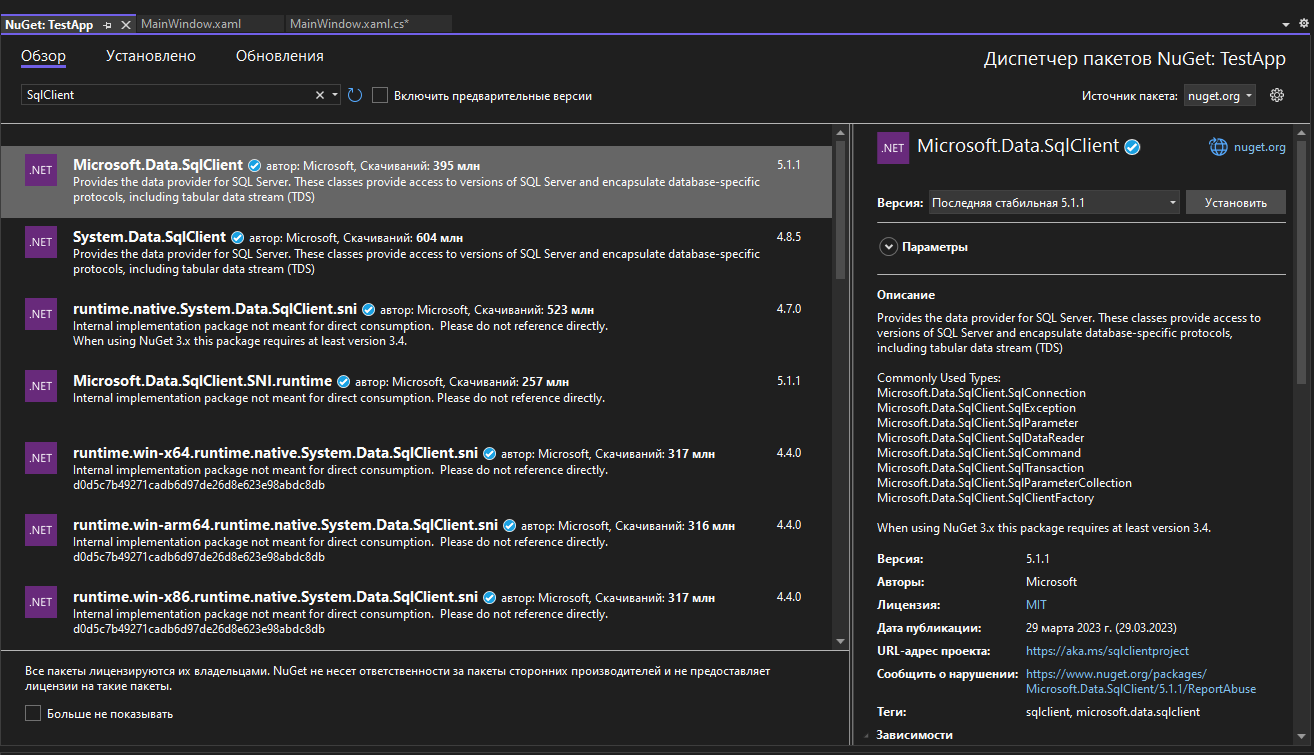 NuGet: TestApp
MainWindow.xaml
MainWindow.xaml.cs*
Обзор
Установлено
Обновления
Диспетчер пакетов NuGet: TestApp
SqlClient
Включить предварительные версии
Источник пакета:
nuget.org
.NET
Microsoft.Data.SqlClient автор: Microsoft, Скачиваний: 395 млн
5.1.1
Provides the data provider for SQL Server. These classes provide access to versions of SQL Server and encapsulate database-specific
protocols, including tabular data stream (TDS)
.NET
System.Data.SqlClient автор: Microsoft, Скачиваний: 604 млн
4.8.5
Provides the data provider for SQL Server. These classes provide access to versions of SQL Server and encapsulate database-specific
protocols, including tabular data stream (TDS)
.NET
runtime.native.System.Data.SqlClient.sni автор: Microsoft, Скачиваний: 523 млн
4.7.0
Internal implementation package not meant for direct consumption.  Please do not reference directly.
When using NuGet 3.x this package requires at least version 3.4.
.NET
Microsoft.Data.SqlClient.SNI.runtime автор: Microsoft, Скачиваний: 257 млн
5.1.1
Internal implementation package not meant for direct consumption. Please do not reference directly.
.NET
runtime.win-x64.runtime.native.System.Data.SqlClient.sni автор: Microsoft, Скачиваний: 317 млн
4.4.0
Internal implementation package not meant for direct consumption.  Please do not reference directly.
d0d5c7b49271cadb6d97de26d8e623e98abdc8db
.NET
runtime.win-arm64.runtime.native.System.Data.SqlClient.sni автор: Microsoft, Скачиваний: 316 млн
4.4.0
Internal implementation package not meant for direct consumption.  Please do not reference directly.
d0d5c7b49271cadb6d97de26d8e623e98abdc8db
.NET
runtime.win-x86.runtime.native.System.Data.SqlClient.sni автор: Microsoft, Скачиваний: 317 млн
4.4.0
Internal implementation package not meant for direct consumption.  Please do not reference directly.
d0d5c7b49271cadb6d97de26d8e623e98abdc8db
Все пакеты лицензируются их владельцами. NuGet не несет ответственности за пакеты сторонних производителей и не предоставляет
лицензии на такие пакеты.
Больше не показывать
.NET
Microsoft.Data.SqlClient
nuget.org
Версия:
Последняя стабильная 5.1.1
Установить
Параметры
Описание
Provides the data provider for SQL Server. These classes provide access to
versions of SQL Server and encapsulate database-specific protocols,
including tabular data stream (TDS)
Commonly Used Types:
Microsoft.Data.SqlClient.SqlConnection
Microsoft.Data.SqlClient.SqlException
Microsoft.Data.SqlClient.SqlParameter
Microsoft.Data.SqlClient.SqlDataReader
Microsoft.Data.SqlClient.SqlCommand
Microsoft.Data.SqlClient.SqlTransaction
Microsoft.Data.SqlClient.SqlParameterCollection
Microsoft.Data.SqlClient.SqlClientFactory
When using NuGet 3.x this package requires at least version 3.4.
Версия: 5.1.1
Авторы: Microsoft
Лицензия: MIT
Дата публикации: 29 марта 2023 г. (29.03.2023)
URL-адрес проекта: https://aka.ms/sqlclientproject
Сообщить о нарушении: https://www.nuget.org/packages/
Microsoft.Data.SqlClient/5.1.1/ReportAbuse
Теги: sqlclient, microsoft.data.sqlclient
Зависимости